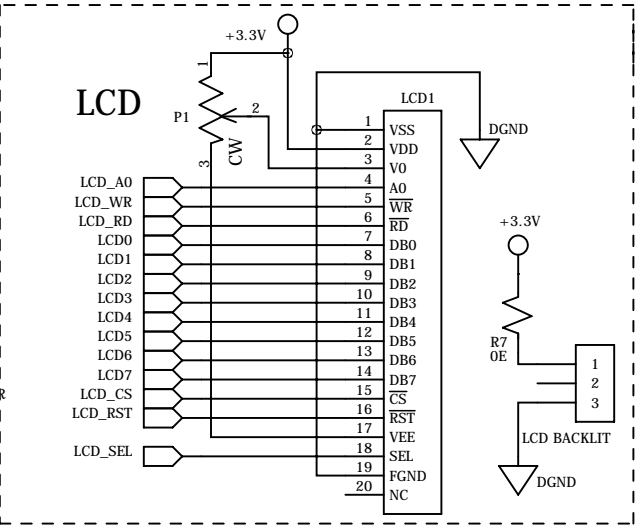 +3.3V
LCD
P1
1
2
3
CW
LCD1
DGND
1 VSS
2 VDD
3 V0
LCD_A0 4 A0
LCD_WR 5 WR
LCD_RD 6 RD
LCD0 7 DB0
LCD1 8 DB1
LCD2 9 DB2
LCD3 10 DB3
LCD4 11 DB4
LCD5 12 DB5
LCD6 13 DB6
LCD7 14 DB7
LCD_CS 15 CS
LCD_RST 16 RST
17 VEE
LCD_SEL 18 SEL
19 FGND
20 NC
+3.3V
R7
0E
1
2
3
LCD BACKLIT
DGND
R